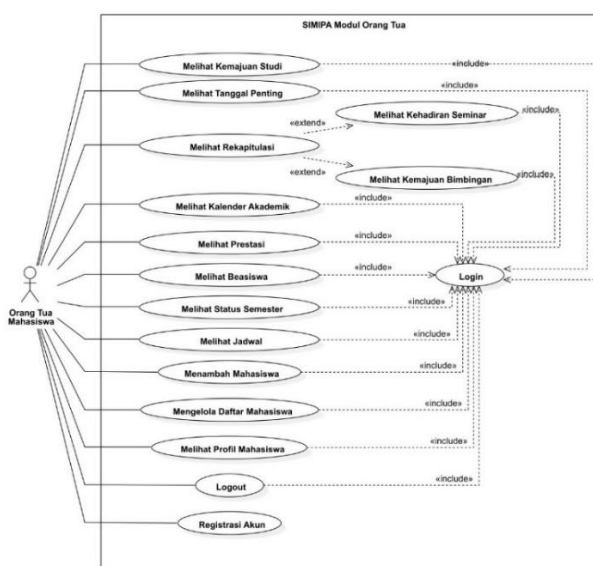 SIMIPA Modul Orang Tua
Melihat Kemajuan Studi
«include»
«include»
Melihat Tanggal Penting
«include»
«include»
«extend»
Melihat Kehadiran Seminar
Melihat Rekapitulasi
«include»
«extend»
Melihat Kemajuan Bimbingan
Melihat Kalender Akademik
«include»
Melihat Prestasi
«include»
Melihat Beasiswa
«include»
Login
Orang Tua
Mahasiswa
Melihat Status Semester
«include»
Melihat Jadwal
«include»
Menambah Mahasiswa
«include»
Mengelola Daftar Mahasiswa
«include»
Melihat Profil Mahasiswa
«include»
Logout
«include»
Registrasi Akun